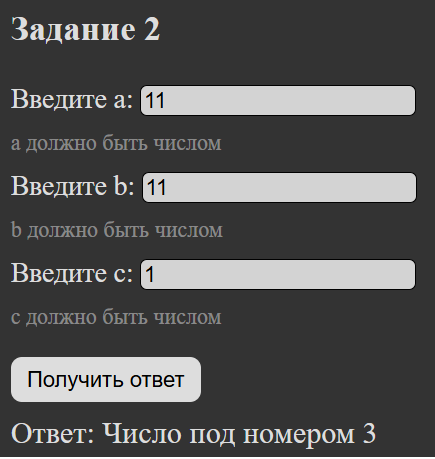 Задание 2
Введите a: 11
a должно быть числом
Введите b: 11
b должно быть числом
Введите c: 1
c должно быть числом
Получить ответ
Ответ: Число под номером 3